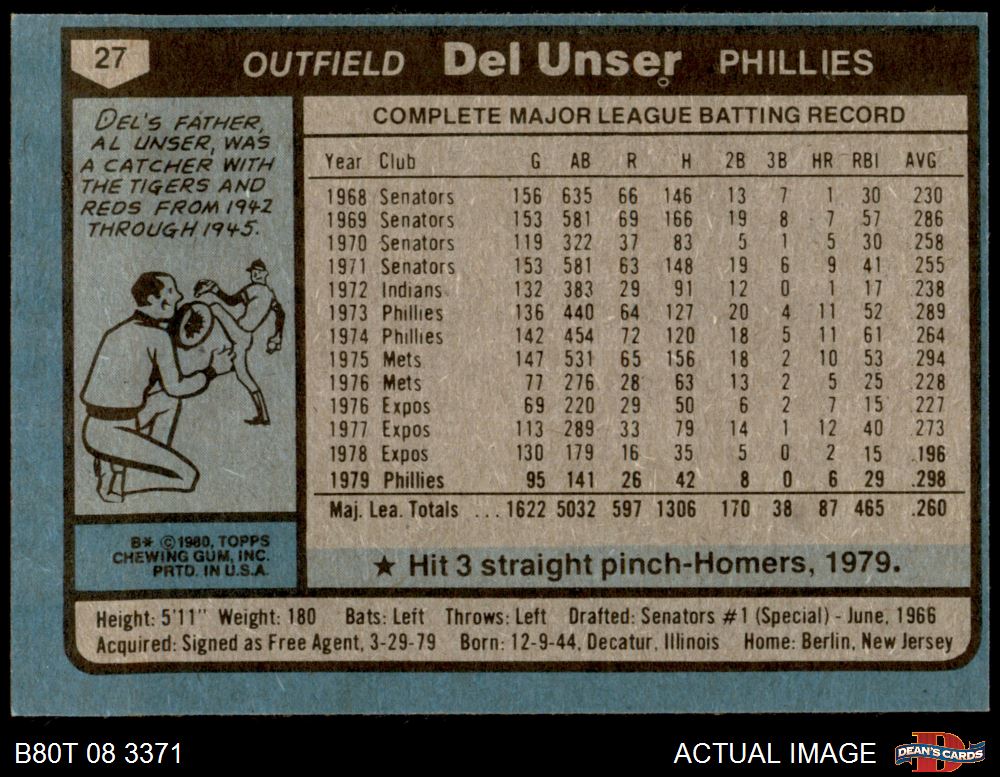 27 OUTFIELD Del Unser PHILLIES
DEL'S FATHER,
AL UNSER, WAS
A CATCHER WITH
THE TIGERS AND
REDS FROM 1942
THROUGH 1945.
B* ©1980, TOPPS
CHEWING GUM, INC.
PRTD. IN U.S.A.
COMPLETE MAJOR LEAGUE BATTING RECORD
Year Club G AB R H 2B 3B HR RBI AVG
1968 Senators 156 635 66 146 13 7 1 30 230
1969 Senators 153 581 69 166 19 8 7 57 286
1970 Senators 119 322 37 83 5 1 5 30 258
1971 Senators 153 581 63 148 19 6 9 41 255
1972 Indians 132 383 29 91 12 0 1 17 238
1973 Phillies 136 440 64 127 20 4 11 52 289
1974 Phillies 142 454 72 120 18 5 11 61 264
1975 Mets 147 531 65 156 18 2 10 53 294
1976 Mets 77 276 28 63 13 2 5 25 228
1976 Expos 69 220 29 50 6 2 7 15 227
1977 Expos 113 289 33 79 14 1 12 40 273
1978 Expos 130 179 16 35 5 0 2 15 .196
1979 Phillies 95 141 26 42 8 0 6 29 .298
Maj. Lea. Totals ...1622 5032 597 1306 170 38 87 465 .260
★ Hit 3 straight pinch-Homers, 1979.
Height: 5'11" Weight: 180 Bats: Left Throws: Left Drafted: Senators #1 (Special) - June, 1966
Acquired: Signed as Free Agent, 3-29-79 Born: 12-9-44, Decatur, Illinois Home: Berlin, New Jersey
B80T 08 3371 ACTUAL IMAGE DEAN'S CARDS